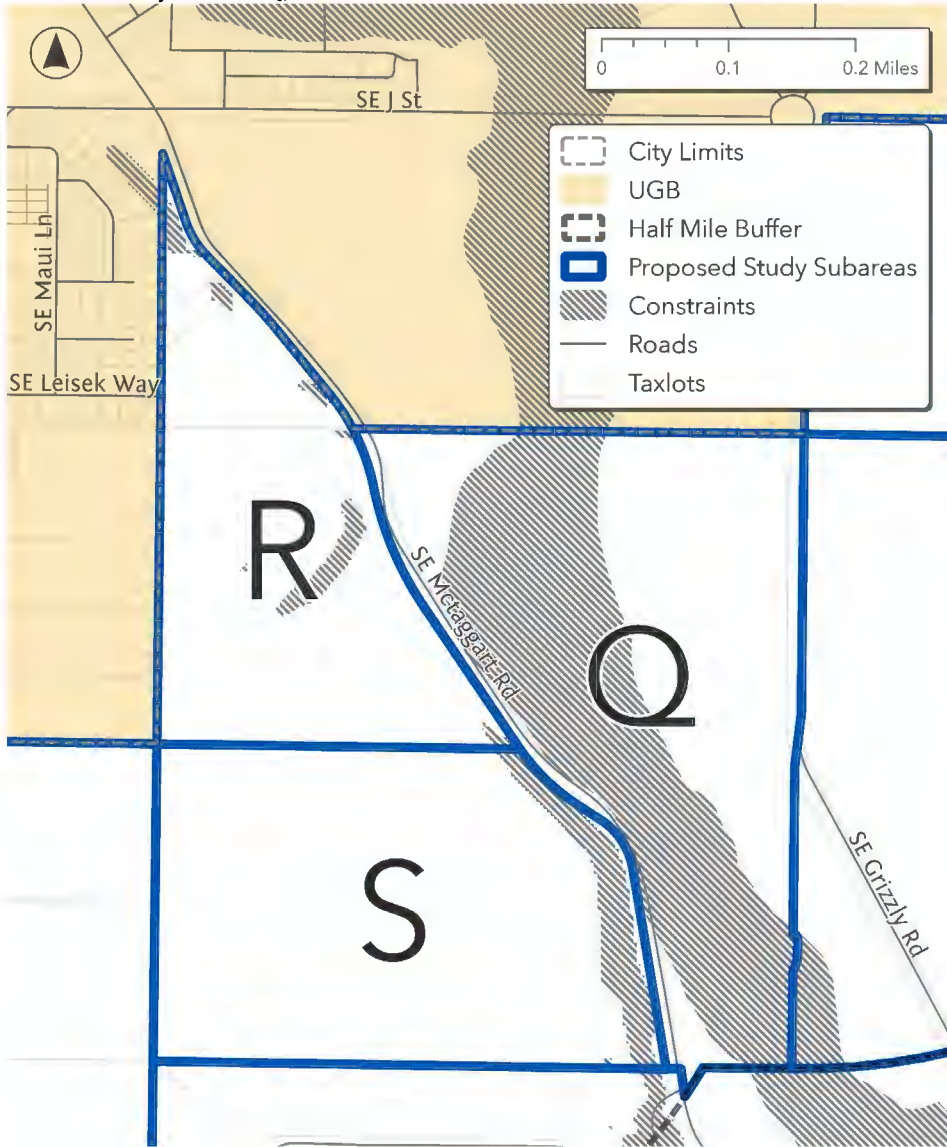 0 0.1 0.2 Miles
SE J St
City Limits
UGB
Half Mile Buffer
Proposed Study Subareas
Constraints
Roads
Taxlots
SE Maui Ln
SE Leisek Way
R
SE Mctaggart Rd
Q
S
SE Grizzly Rd